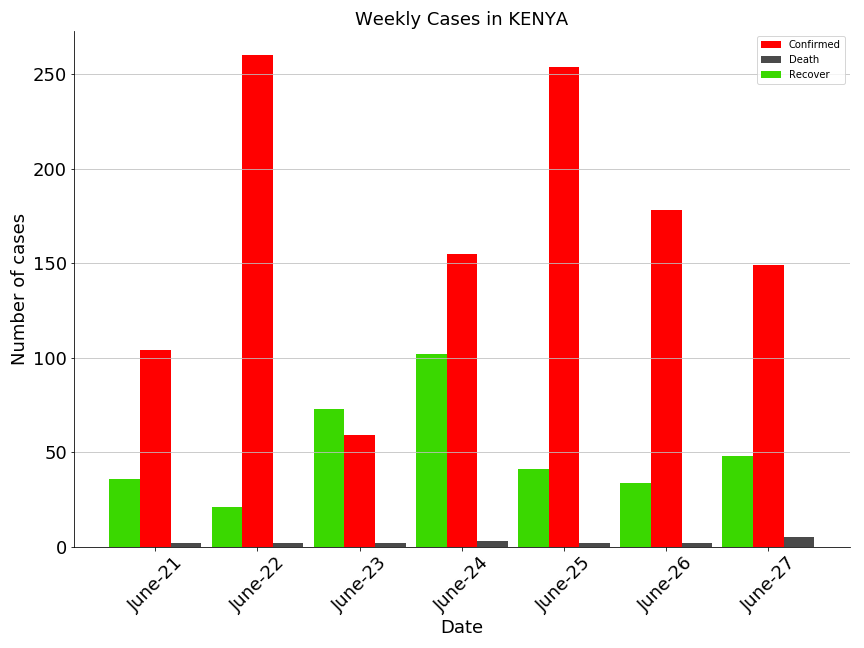 Weekly Cases in KENYA
Confirmed
Death
Recover
Number of cases
250
200
150
100
50
0
June-21
June-22
June-23
June-24
June-25
June-26
June-27
Date